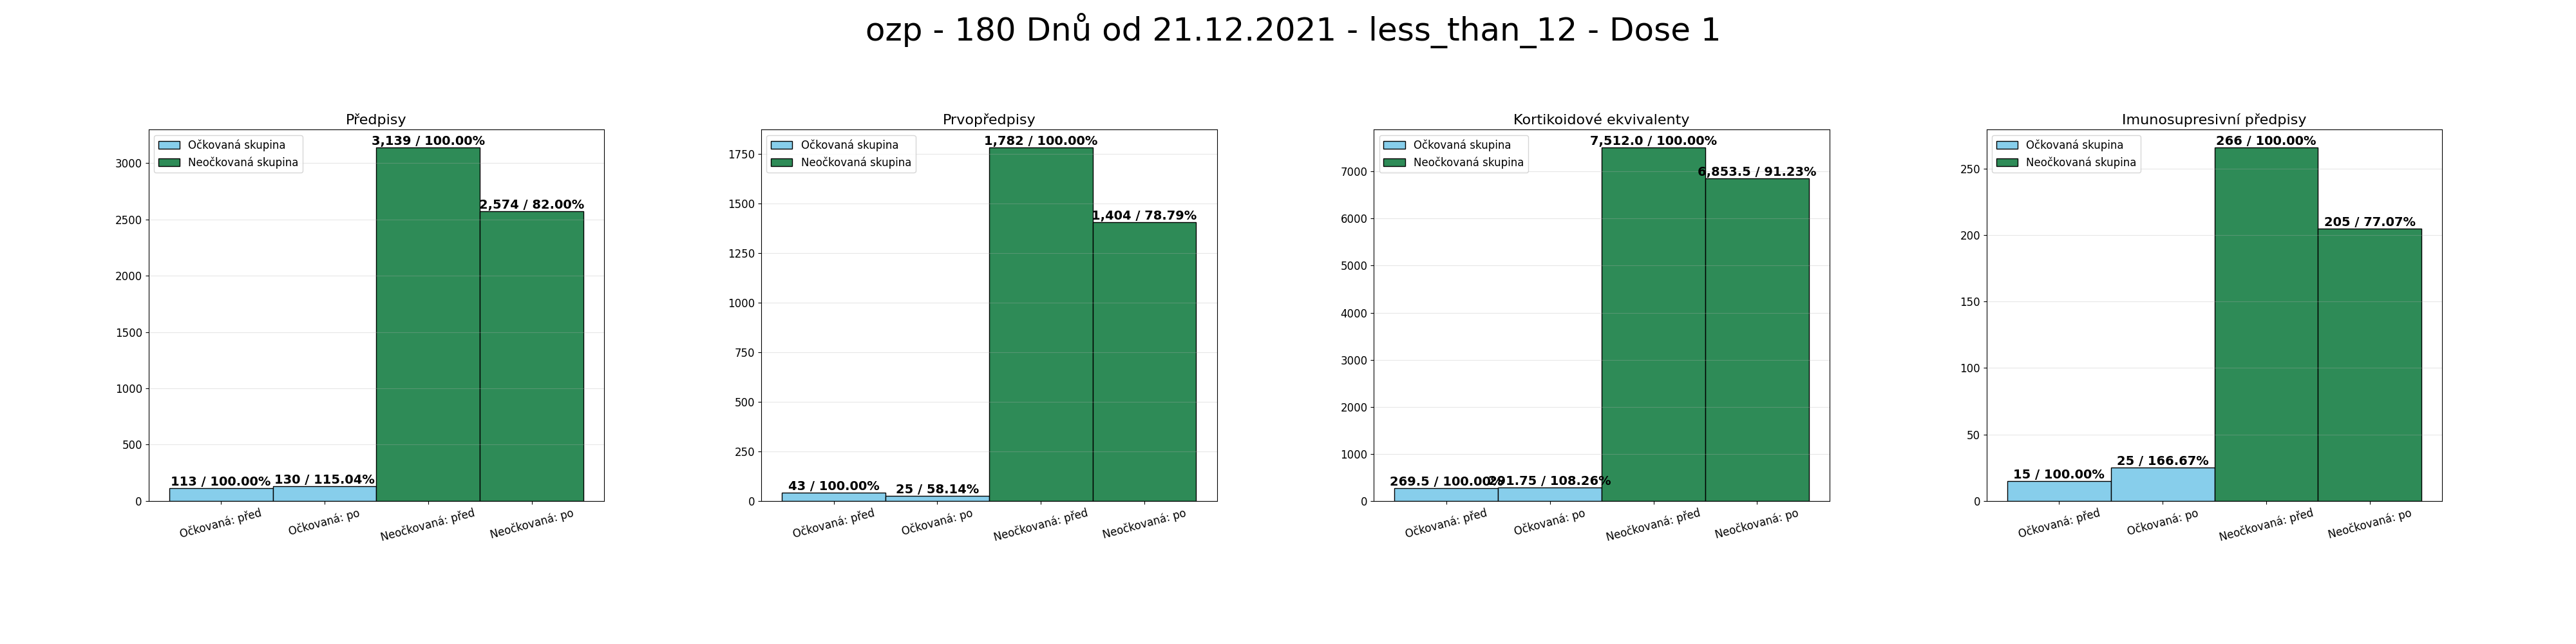 ozp - 180 Dnů od 21.12.2021 - less_than_12 - Dose 1
Předpisy
Očkovaná skupina
Neočkovaná skupina
3,139 / 100.00%
2,574 / 82.00%
113 / 100.00%
130 / 115.04%
3000
2500
2000
1500
1000
500
0
Očkovaná: před
Očkovaná: po
Neočkovaná: před
Neočkovaná: po
Prvopředpisy
Očkovaná skupina
Neočkovaná skupina
1,782 / 100.00%
1,404 / 78.79%
43 / 100.00%
25 / 58.14%
1750
1500
1250
1000
750
500
250
0
Očkovaná: před
Očkovaná: po
Neočkovaná: před
Neočkovaná: po
Kortikoidové ekvivalenty
Očkovaná skupina
Neočkovaná skupina
7,512.0 / 100.00%
6,853.5 / 91.23%
269.5 / 100.00%
291.75 / 108.26%
7000
6000
5000
4000
3000
2000
1000
0
Očkovaná: před
Očkovaná: po
Neočkovaná: před
Neočkovaná: po
Imunosupresivní předpisy
Očkovaná skupina
Neočkovaná skupina
266 / 100.00%
205 / 77.07%
15 / 100.00%
25 / 166.67%
250
200
150
100
50
0
Očkovaná: před
Očkovaná: po
Neočkovaná: před
Neočkovaná: po